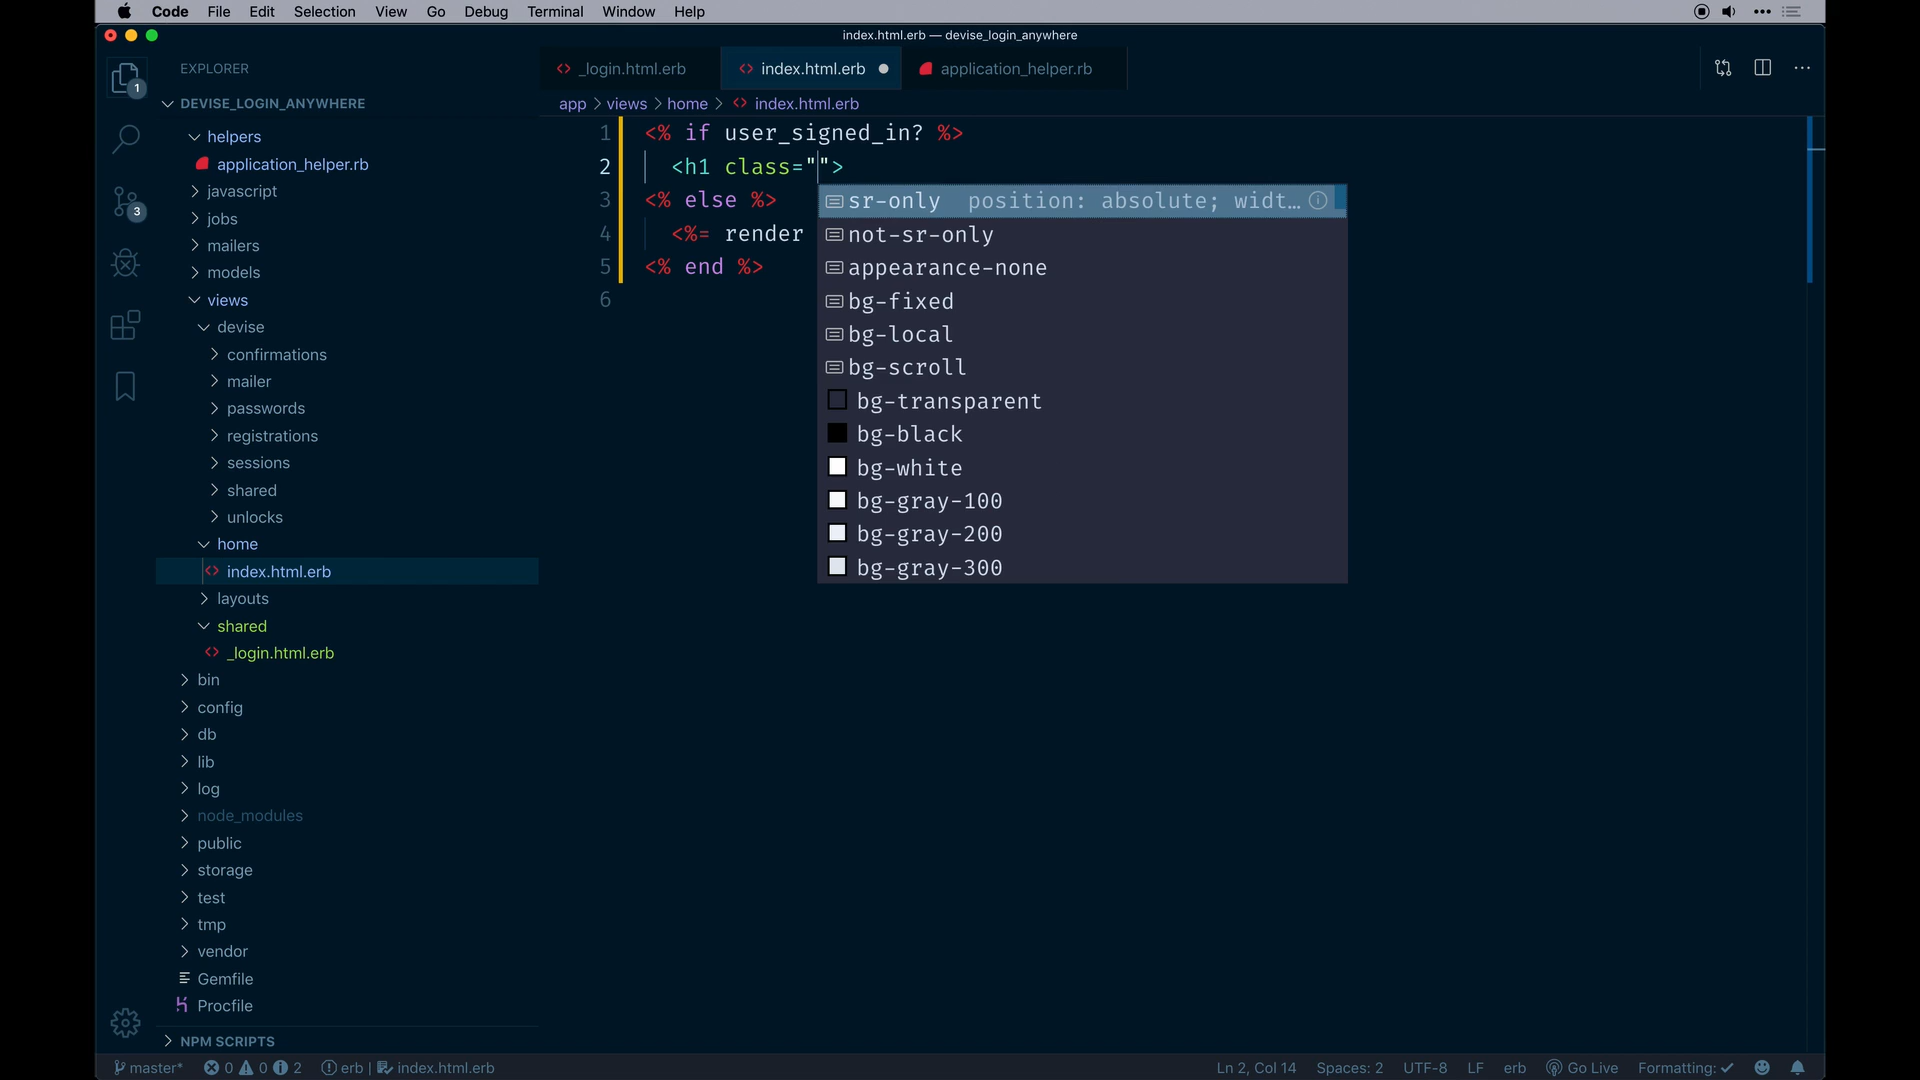 Code File Edit Selection View Go Debug Terminal Window Help
index.html.erb — devise_login_anywhere
EXPLORER
_login.html.erb
index.html.erb
application_helper.rb
1
3
DEVISE_LOGIN_ANYWHERE
app > views > home > index.html.erb
helpers
application_helper.rb
javascript
jobs
mailers
models
views
devise
confirmations
mailer
passwords
registrations
sessions
shared
unlocks
home
index.html.erb
layouts
shared
_login.html.erb
bin
config
db
lib
log
node_modules
public
storage
test
tmp
vendor
Gemfile
Procfile
NPM SCRIPTS
1 <% if user_signed_in? %>
2 <h1 class="">
3 <% else %>
4 <%= render
5 <% end %>
6
sr-only position: absolute; widt…
not-sr-only
appearance-none
bg-fixed
bg-local
bg-scroll
bg-transparent
bg-black
bg-white
bg-gray-100
bg-gray-200
bg-gray-300
master* 0 0 2 erb | index.html.erb Ln 2, Col 14 Spaces: 2 UTF-8 LF erb Go Live Formatting: ✓